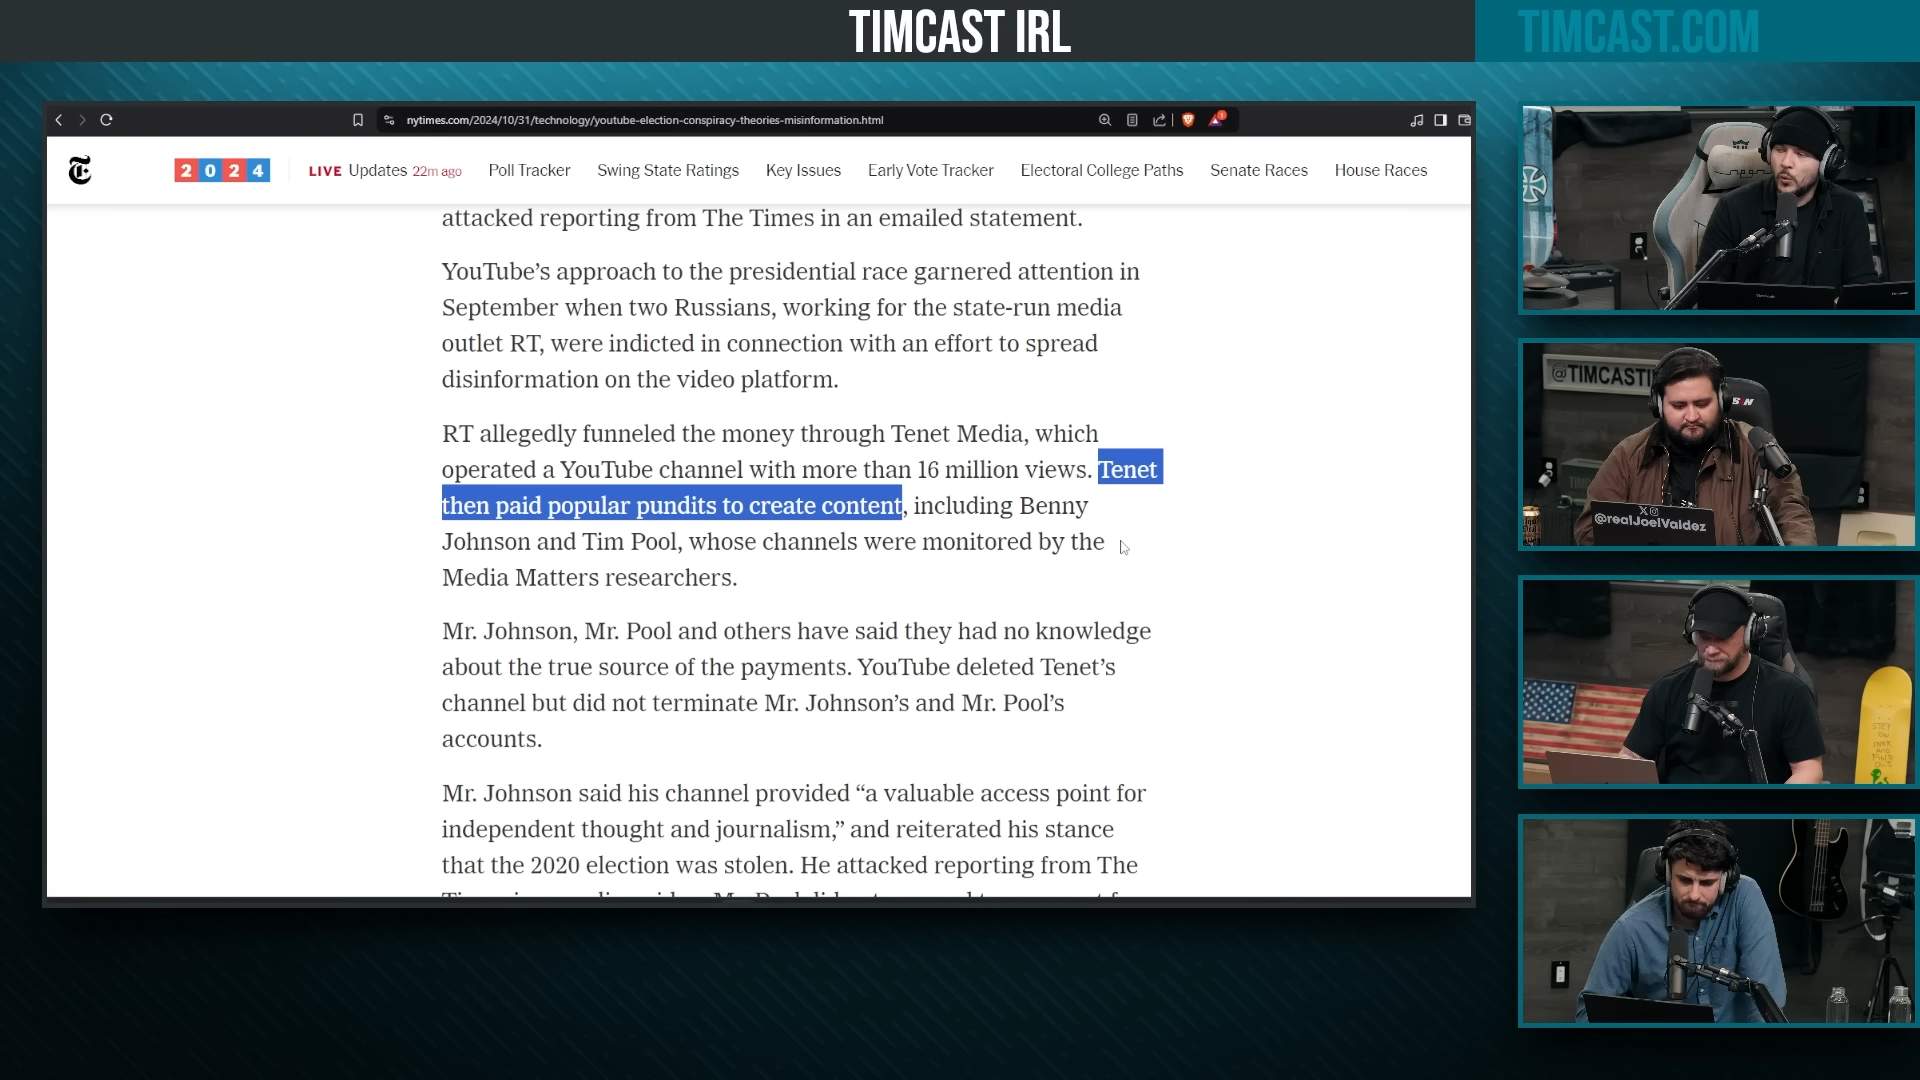 TIMCAST IRL
TIMCAST.COM
nytimes.com/2024/10/31/technology/youtube-election-conspiracy-theories-misinformation.html
2024
LIVE Updates 22m ago
Poll Tracker
Swing State Ratings
Key Issues
Early Vote Tracker
Electoral College Paths
Senate Races
House Races
attacked reporting from The Times in an emailed statement.
YouTube’s approach to the presidential race garnered attention in
September when two Russians, working for the state-run media
outlet RT, were indicted in connection with an effort to spread
disinformation on the video platform.
RT allegedly funneled the money through Tenet Media, which
operated a YouTube channel with more than 16 million views. Tenet
then paid popular pundits to create content, including Benny
Johnson and Tim Pool, whose channels were monitored by the
Media Matters researchers.
Mr. Johnson, Mr. Pool and others have said they had no knowledge
about the true source of the payments. YouTube deleted Tenet’s
channel but did not terminate Mr. Johnson’s and Mr. Pool’s
accounts.
Mr. Johnson said his channel provided “a valuable access point for
independent thought and journalism,” and reiterated his stance
that the 2020 election was stolen. He attacked reporting from The
@TIMCASTI
@realJoelValdez
STEP
ON
SNEK
AND
FIND
OUT